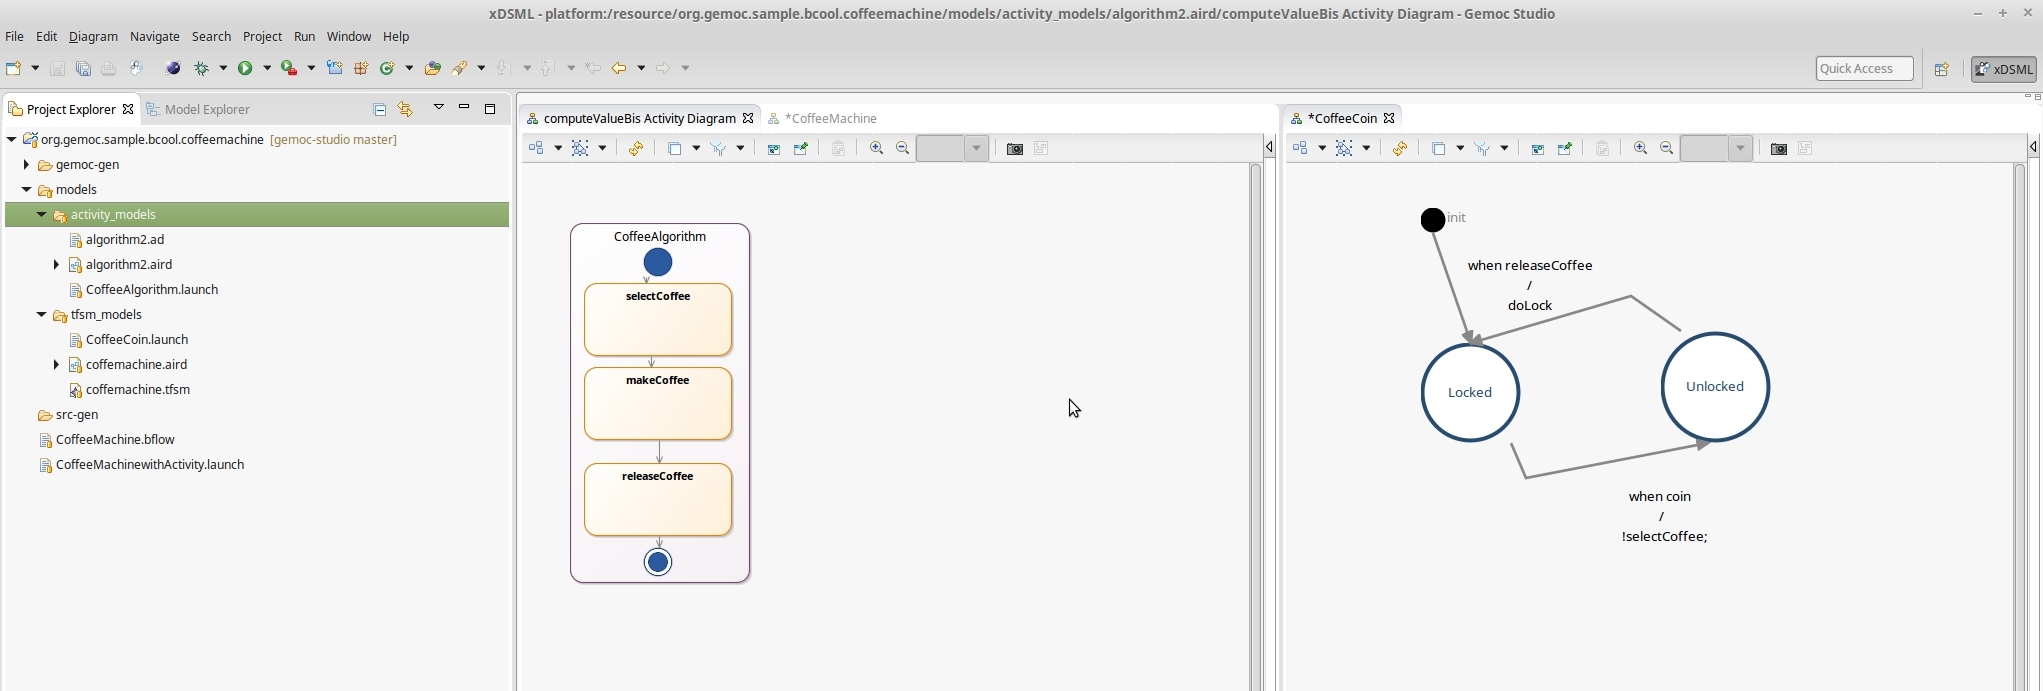 xDSML - platform:/resource/org.gemoc.sample.bcool.coffeemachine/models/activity_models/algorithm2.aird/computeValueBis Activity Diagram - Gemoc Studio
File Edit Diagram Navigate Search Project Run Window Help
Quick Access
xDSML
Project Explorer
Model Explorer
org.gemoc.sample.bcool.coffeemachine [gemoc-studio master]
gemoc-gen
models
activity_models
algorithm2.ad
algorithm2.aird
CoffeeAlgorithm.launch
tfsm_models
CoffeeCoin.launch
coffemachine.aird
coffemachine.tfsm
src-gen
CoffeeMachine.bflow
CoffeeMachinewithActivity.launch
computeValueBis Activity Diagram
*CoffeeMachine
CoffeeAlgorithm
selectCoffee
makeCoffee
releaseCoffee
*CoffeeCoin
init
when releaseCoffee
/
doLock
Locked
Unlocked
when coin
/
!selectCoffee;